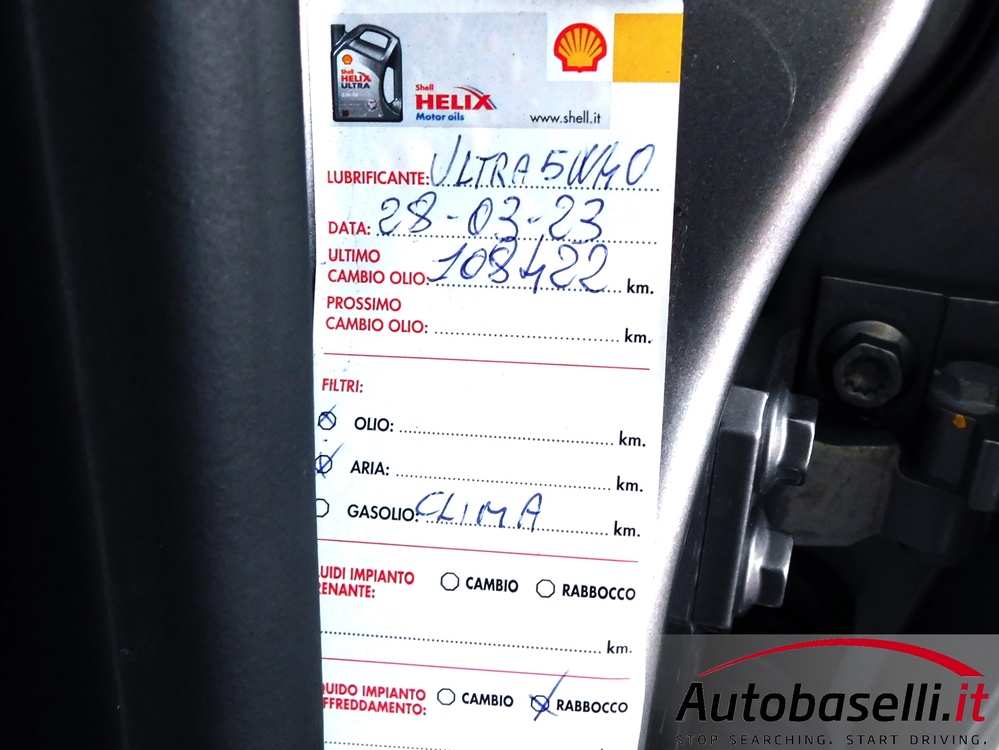 Shell
HELIX
ULTRA
Shell
HELIX
Motor oils
www.shell.it
LUBRIFICANTE: ULTRA 5W40
DATA: 28-03-23
ULTIMO
CAMBIO OLIO: 108422 km.
PROSSIMO
CAMBIO OLIO: km.
FILTRI:
OLIO: km.
ARIA: km.
GASOLIO: CLIMA km.
UIDI IMPIANTO
RENANTE:
CAMBIO RABBOCCO
km.
QUIDO IMPIANTO
FFREDDAMENTO:
CAMBIO RABBOCCO
Autobaselli.it
STOP SEARCHING. START DRIVING.